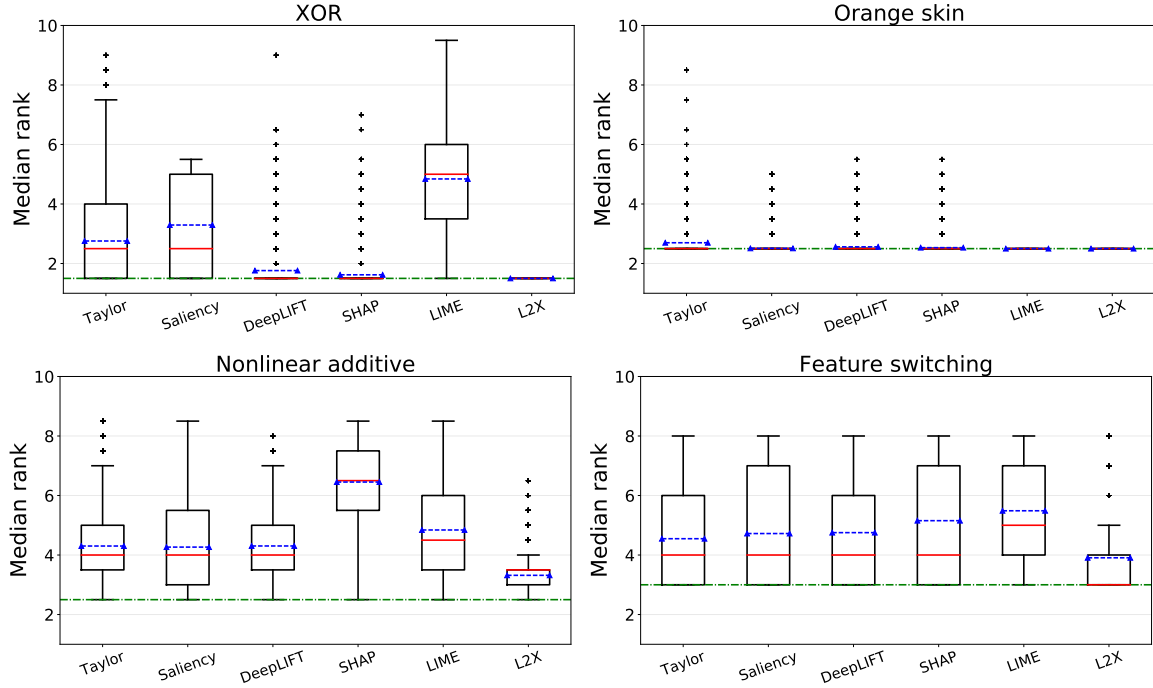 XOR
Median rank
10
8
6
4
2
Taylor
Saliency
DeepLIFT
SHAP
LIME
L2X
Orange skin
Median rank
10
8
6
4
2
Taylor
Saliency
DeepLIFT
SHAP
LIME
L2X
Nonlinear additive
Median rank
10
8
6
4
2
Taylor
Saliency
DeepLIFT
SHAP
LIME
L2X
Feature switching
Median rank
10
8
6
4
2
Taylor
Saliency
DeepLIFT
SHAP
LIME
L2X